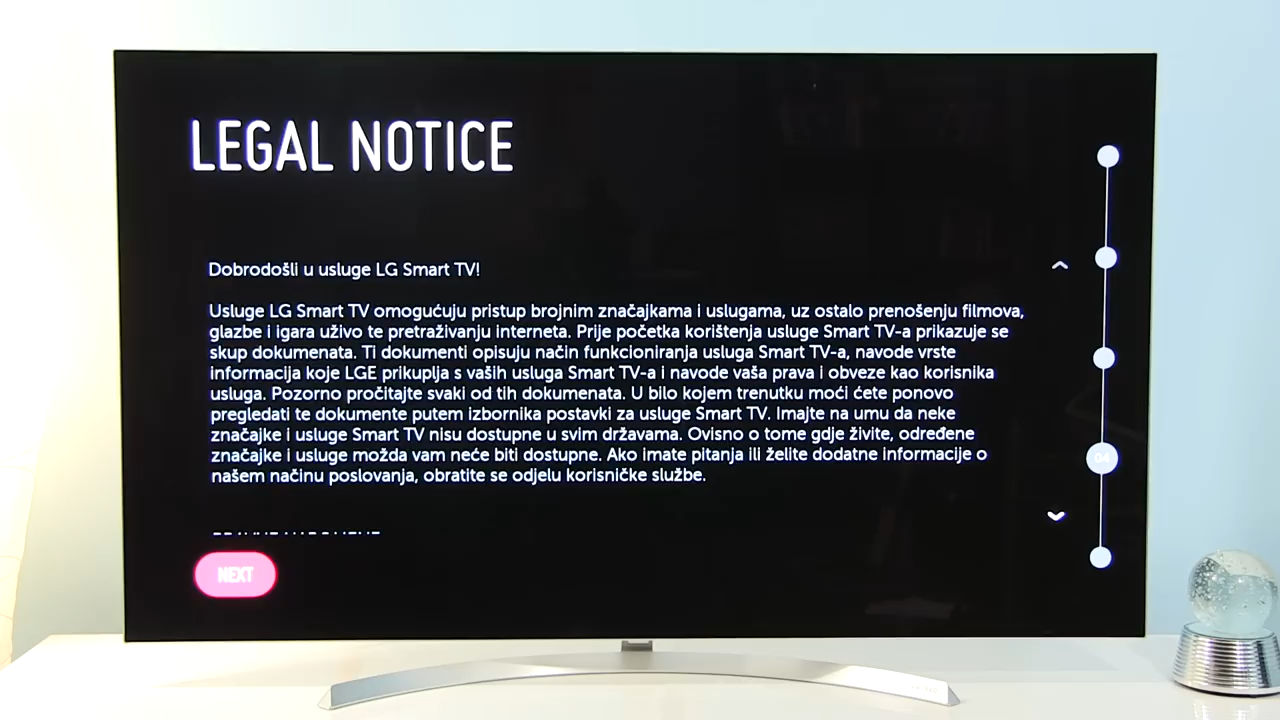 LEGAL NOTICE
Dobrodošli u usluge LG Smart TV!
Usluge LG Smart TV omogućuju pristup brojnim značajkama i uslugama, uz ostalo prenošenju filmova,
glazbe i igara uživo te pretraživanju interneta. Prije početka korištenja usluge Smart TV-a prikazuje se
skup dokumenata. Ti dokumenti opisuju način funkcioniranja usluga Smart TV-a, navode vrste
informacija koje LGE prikuplja s vaših usluga Smart TV-a i navode vaša prava i obveze kao korisnika
usluga. Pozorno pročitajte svaki od tih dokumenata. U bilo kojem trenutku moći ćete ponovo
pregledati te dokumente putem izbornika postavki za usluge Smart TV. Imajte na umu da neke
značajke i usluge Smart TV nisu dostupne u svim državama. Ovisno o tome gdje živite, određene
značajke i usluge možda vam neće biti dostupne. Ako imate pitanja ili želite dodatne informacije o
našem načinu poslovanja, obratite se odjelu korisničke službe.
04
NEXT